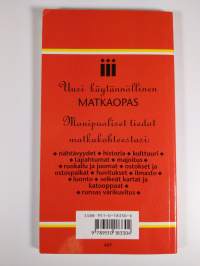 iii
Uusi käytännöllinen
MATKAOPAS
Monipuoliset tiedot
matkakohteestasi:
• nähtävyydet • historia • kulttuuri
• tapahtumat • majoitus
• ruokailu ja juomat • ostokset ja
ostospaikat • huvitukset • ilmasto
• luonto • selkeät kartat ja
katuoppaat
• runsas värikuvitus •